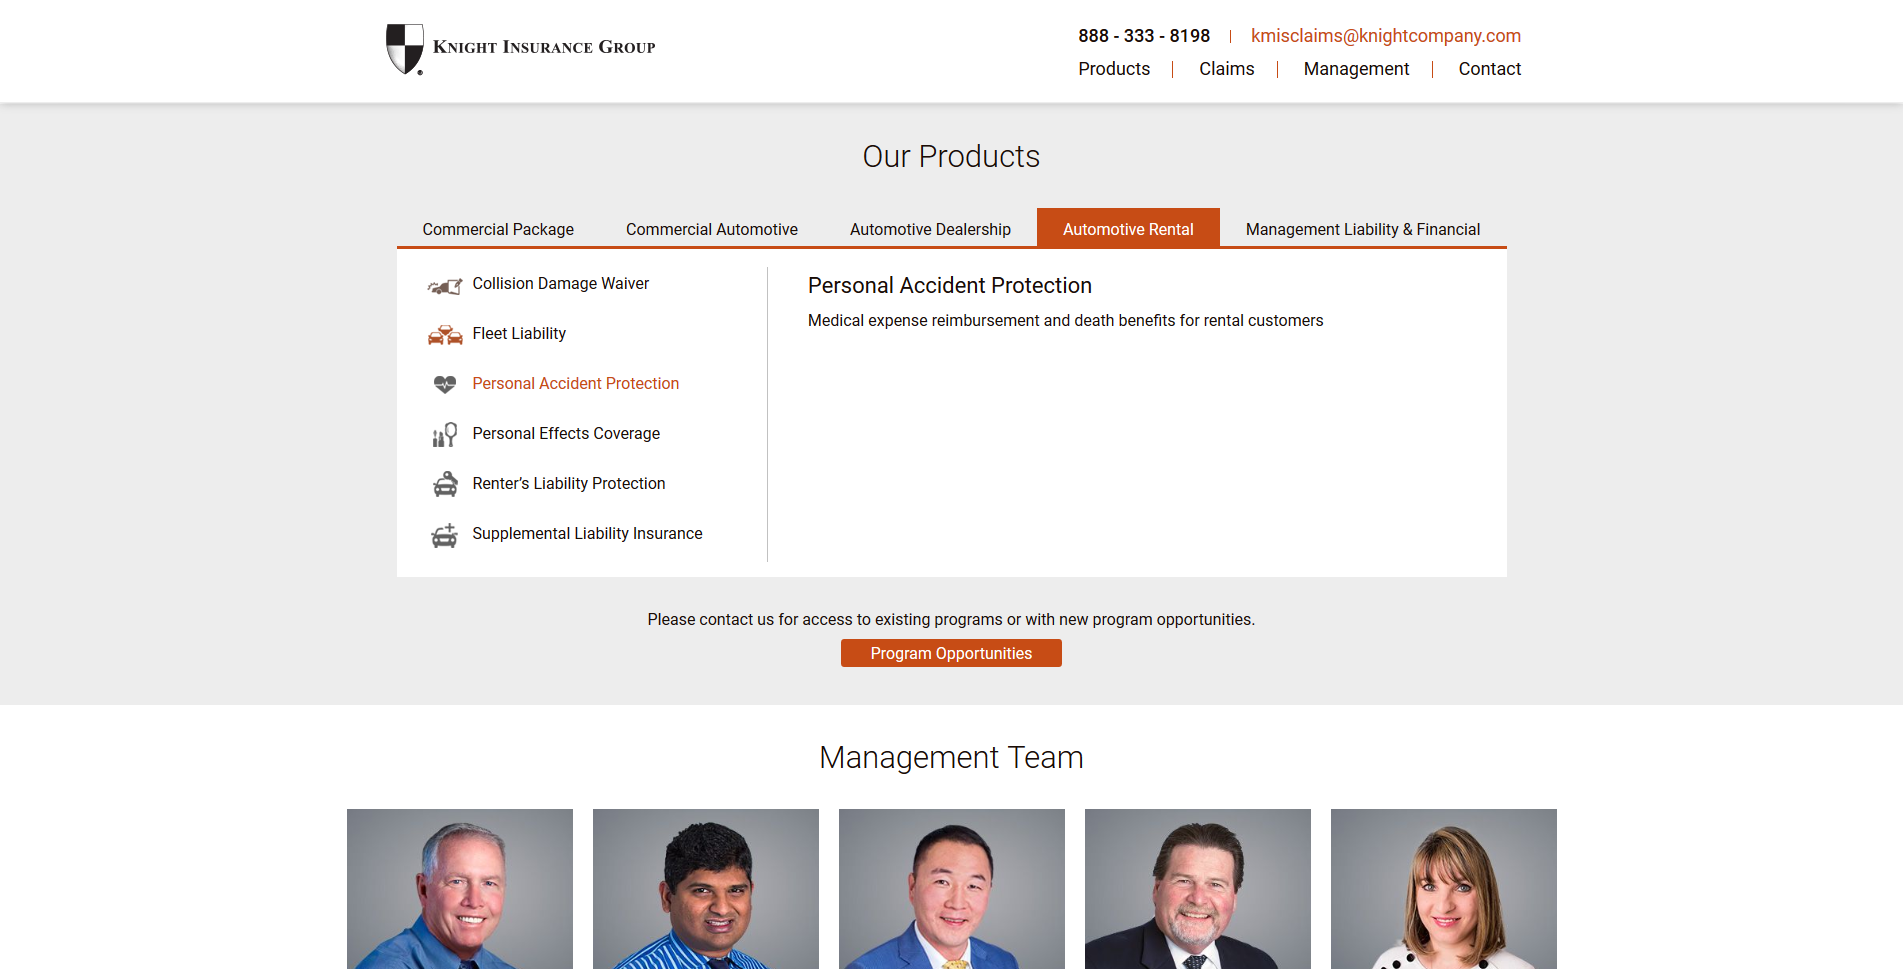 KNIGHT INSURANCE GROUP
®
888 - 333 - 8198 | kmisclaims@knightcompany.com
Products | Claims | Management | Contact
Our Products
Commercial Package Commercial Automotive Automotive Dealership Automotive Rental Management Liability & Financial
Collision Damage Waiver
Fleet Liability
Personal Accident Protection
Personal Effects Coverage
Renter’s Liability Protection
Supplemental Liability Insurance
Personal Accident Protection
Medical expense reimbursement and death benefits for rental customers
Please contact us for access to existing programs or with new program opportunities.
Program Opportunities
Management Team